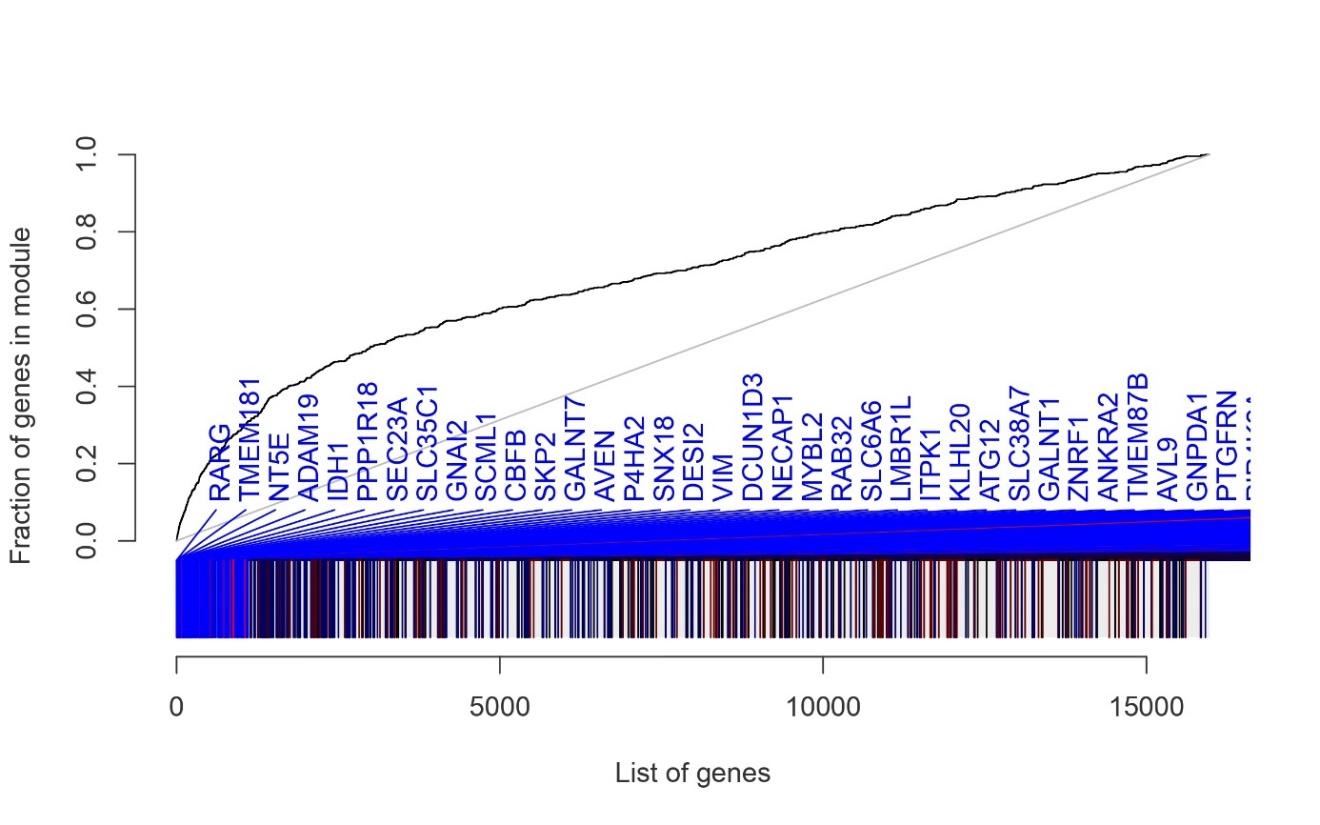 Fraction of genes in module
1.0
0.8
0.6
0.4
0.2
0.0
RARG
TMEM181
NT5E
ADAM19
IDH1
PPP1R18
SEC23A
SLC35C1
GNAI2
SCML1
CBFB
SKP2
GALNT7
AVEN
P4HA2
SNX18
DESI2
VIM
DCUN1D3
NECAP1
MYBL2
RAB32
SLC6A6
LMBR1L
ITPK1
KLHL20
ATG12
SLC38A7
GALNT1
ZNRF1
ANKRA2
TMEM87B
AVL9
GNPDA1
PTGFRN
0
5000
10000
15000
List of genes